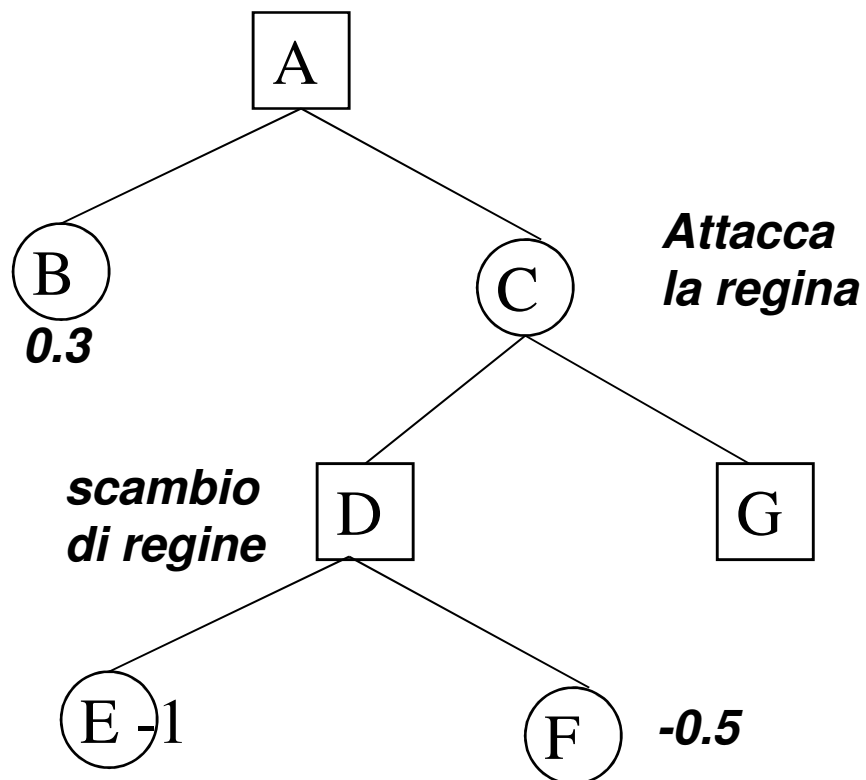 A
B
0.3
C
Attacca
la regina
scambio
di regine
D
G
E -1
F
-0.5